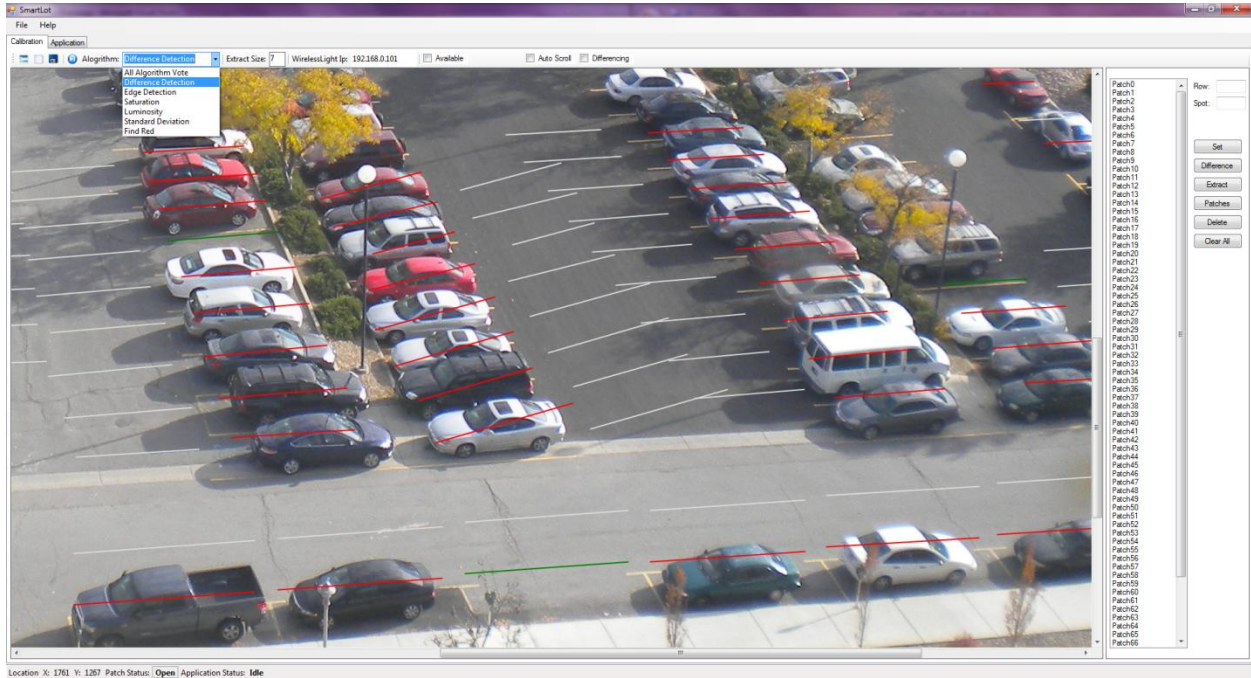 SmartLot
File Help
Calibration Application
Alogrithm: Difference Detection Extract Size: 7 WirelessLight Ip: 192.168.0.101 Available Auto Scroll Differencing
All Algorithm Vote
Difference Detection
Edge Detection
Saturation
Luminosity
Standard Deviation
Find Red
Patch0
Patch1
Patch2
Patch3
Patch4
Patch5
Patch6
Patch7
Patch8
Patch9
Patch10
Patch11
Patch12
Patch13
Patch14
Patch15
Patch16
Patch17
Patch18
Patch19
Patch20
Patch21
Patch22
Patch23
Patch24
Patch25
Patch26
Patch27
Patch28
Patch29
Patch30
Patch31
Patch32
Patch33
Patch34
Patch35
Patch36
Patch37
Patch38
Patch39
Patch40
Patch41
Patch42
Patch43
Patch44
Patch45
Patch46
Patch47
Patch48
Patch49
Patch50
Patch51
Patch52
Patch53
Patch54
Patch55
Patch56
Patch57
Patch58
Patch59
Patch60
Patch61
Patch62
Patch63
Patch64
Patch65
Patch66
Row:
Spot:
Set
Difference
Extract
Patches
Delete
Clear All
Location X: 1761 Y: 1267 Patch Status: Open Application Status: Idle